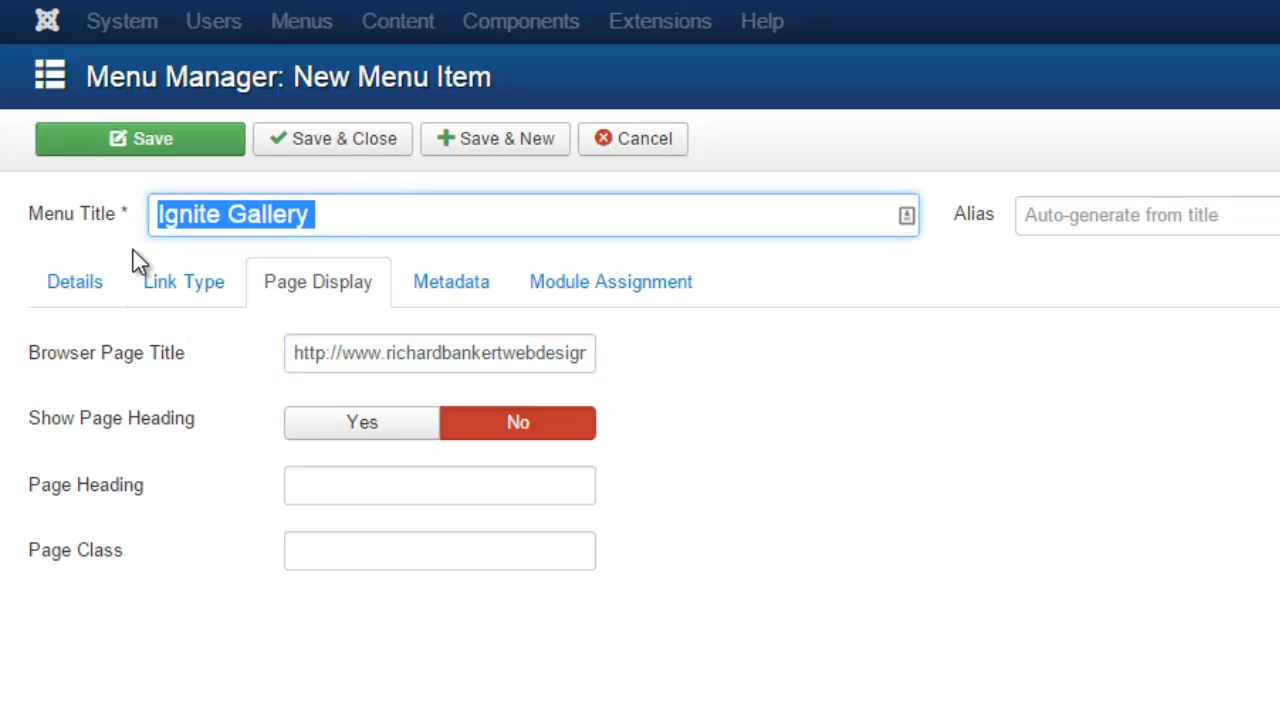 System Users Menus Content Components Extensions Help
Menu Manager: New Menu Item
Save Save & Close Save & New Cancel
Menu Title * Ignite Gallery Alias Auto-generate from title
Details Link Type Page Display Metadata Module Assignment
Browser Page Title http://www.richardbankertwebdesign
Show Page Heading Yes No
Page Heading
Page Class